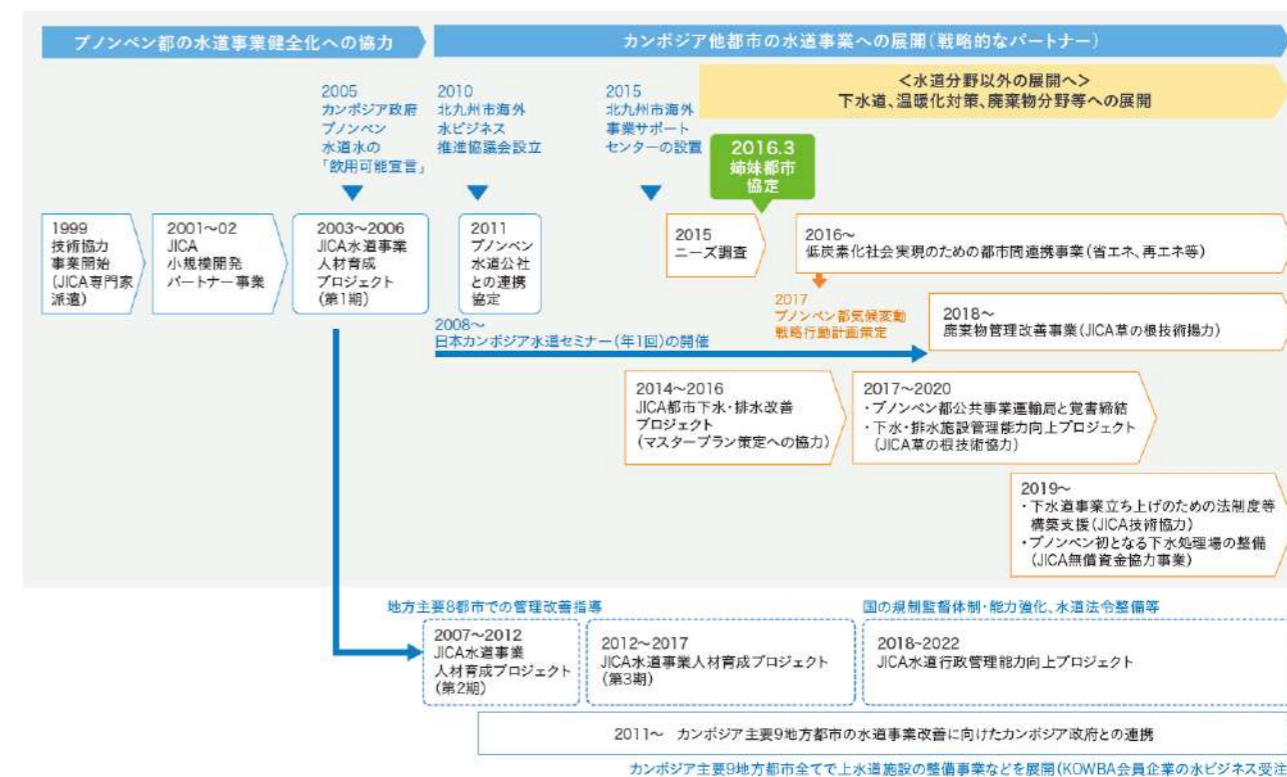 プノンペン都の水道事業健全化への協力
カンボジア他都市の水道事業への展開(戦略的なパートナー)
<水道分野以外の展開へ>
下水道、温暖化対策、廃棄物分野等への展開
2005
カンボジア政府
プノンペン
水道水の
「飲用可能宣言」
2010
北九州市海外
水ビジネス
推進協議会設立
2015
北九州市海外
事業サポート
センターの設置
2016.3
姉妹都市
協定
1999
技術協力
事業開始
(JICA専門家
派遣)
2001～02
JICA
小規模開発
パートナー事業
2003～2006
JICA水道事業
人材育成
プロジェクト
(第1期)
2011
プノンペン
水道公社
との連携
協定
2015
ニーズ調査
2016～
低炭素化社会実現のための都市間連携事業(省エネ、再エネ等)
2017
プノンペン都気候変動
戦略行動計画策定
2008～
日本カンボジア水道セミナー(年1回)の開催
2018～
廃棄物管理改善事業(JICA草の根技術揚力)
2014～2016
JICA都市下水・排水改善
プロジェクト
(マスタープラン策定への協力)
2017～2020
・プノンペン都公共事業運輸局と覚書締結
・下水・排水施設管理能力向上プロジェクト
(JICA草の根技術協力)
2019～
・下水道事業立ち上げのための法制度等
構築支援(JICA技術協力)
・プノンペン初となる下水処理場の整備
(JICA無償資金協力事業)
地方主要8都市での管理改善指導
国の規制監督体制・能力強化、水道法令整備等
2007～2012
JICA水道事業
人材育成プロジェクト
(第2期)
2012～2017
JICA水道事業人材育成プロジェクト
(第3期)
2018~2022
JICA水道行政管理能力向上プロジェクト
2011～ カンボジア主要9地方都市の水道事業改善に向けたカンボジア政府との連携
カンボジア主要9地方都市全てで上水道施設の整備事業などを展開(KOWBA会員企業の水ビジネス受注